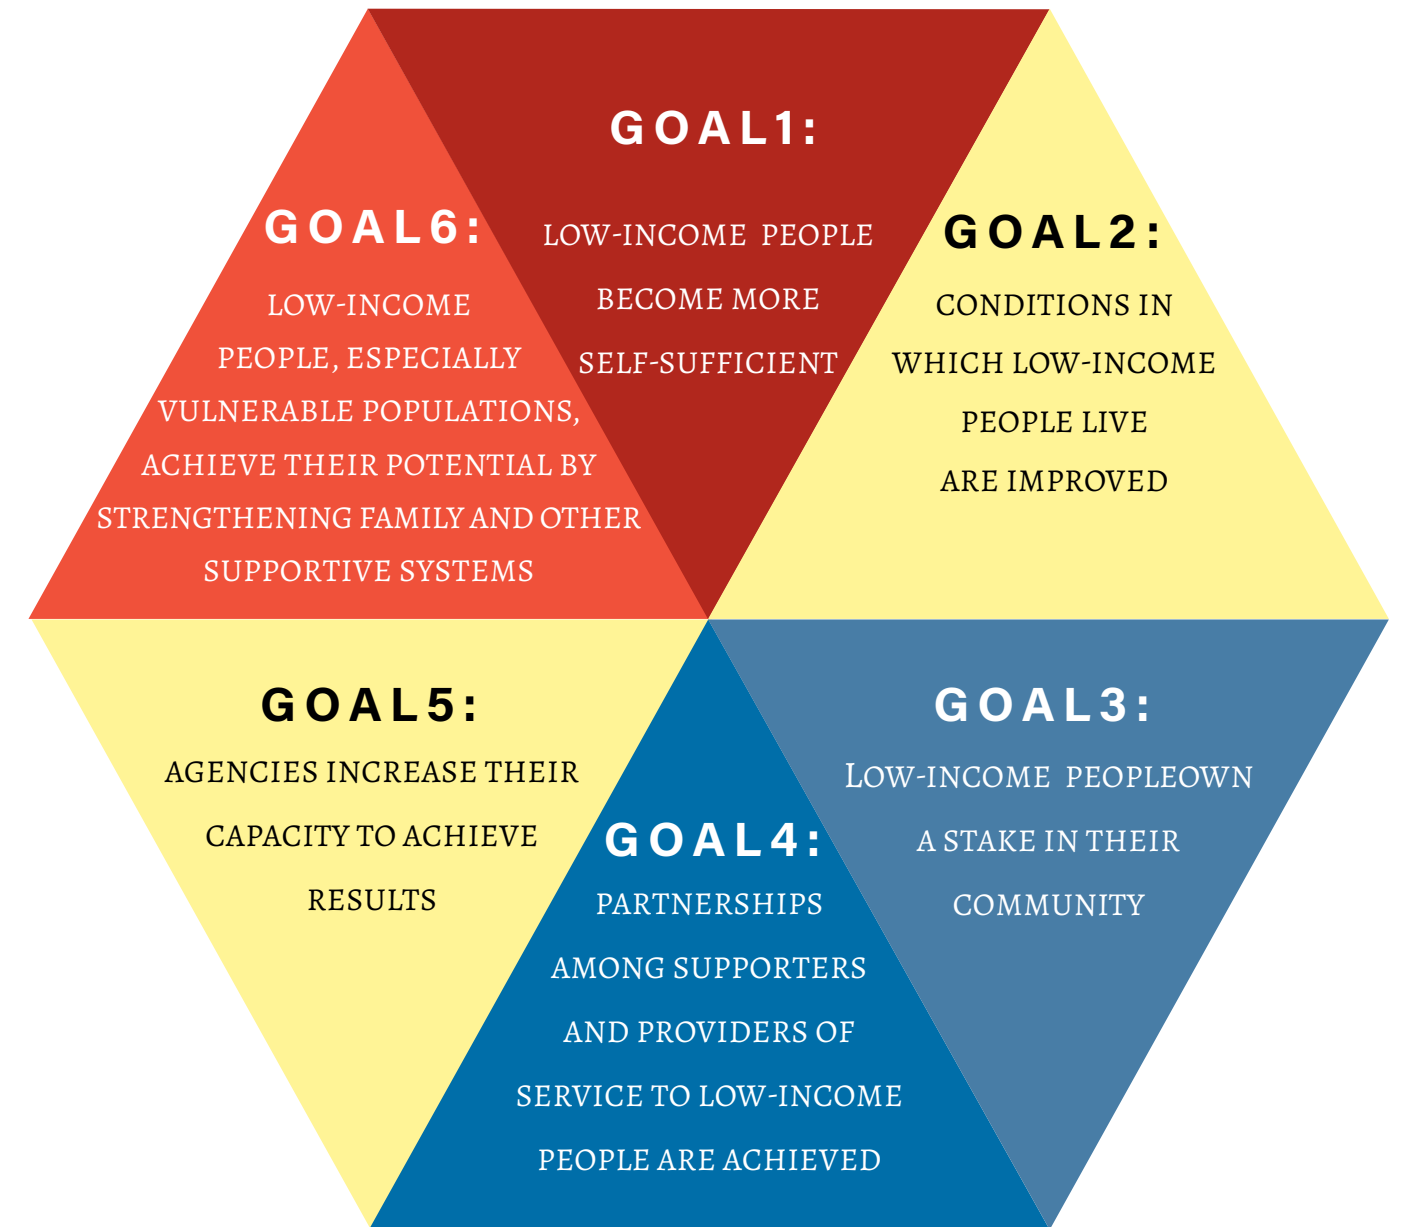 GOAL1:
LOW-INCOME PEOPLE
BECOME MORE
SELF-SUFFICIENT
GOAL2:
CONDITIONS IN
WHICH LOW-INCOME
PEOPLE LIVE
ARE IMPROVED
GOAL3:
LOW-INCOME PEOPLEOWN
A STAKE IN THEIR
COMMUNITY
GOAL4:
PARTNERSHIPS
AMONG SUPPORTERS
AND PROVIDERS OF
SERVICE TO LOW-INCOME
PEOPLE ARE ACHIEVED
GOAL5:
AGENCIES INCREASE THEIR
CAPACITY TO ACHIEVE
RESULTS
GOAL6:
LOW-INCOME
PEOPLE, ESPECIALLY
VULNERABLE POPULATIONS,
ACHIEVE THEIR POTENTIAL BY
STRENGTHENING FAMILY AND OTHER
SUPPORTIVE SYSTEMS